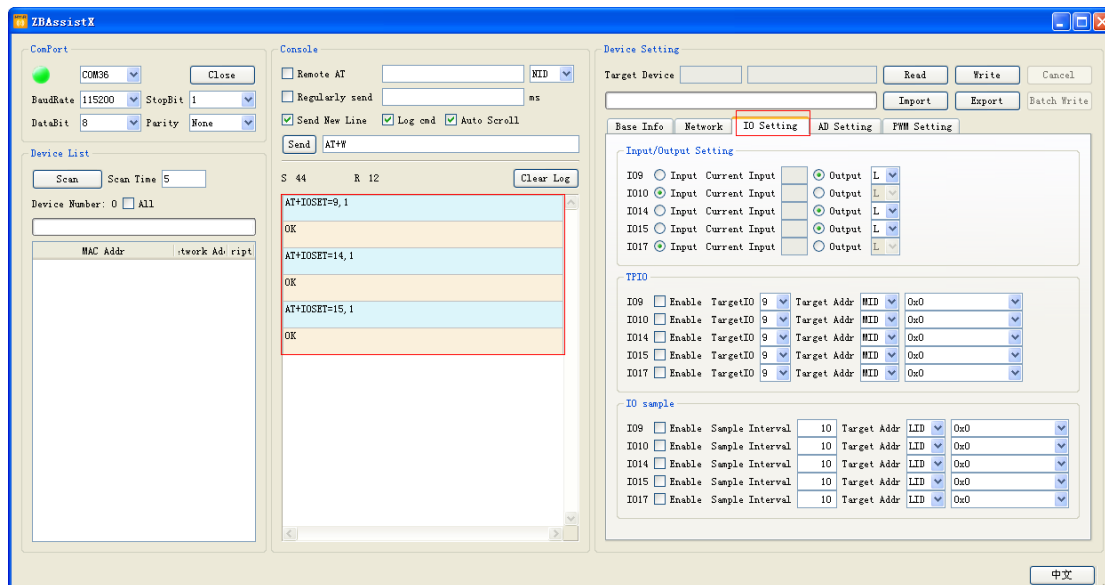 ZBAssistX
ComPort
COM36 Close
BaudRate 115200 StopBit 1
DataBit 8 Parity None
Device List
Scan Scan Time 5
Device Number: 0 All
MAC Addr :twork Ad ript
Console
Remote AT NID
Regularly send ms
Send New Line Log cmd Auto Scroll
Send AT+W
S 44 R 12 Clear Log
AT+IOSET=9,1
OK
AT+IOSET=14,1
OK
AT+IOSET=15,1
OK
Device Setting
Target Device Read Write Cancel
Import Export Batch Write
Base Info Network IO Setting AD Setting PWM Setting
Input/Output Setting
IO9 Input Current Input Output L
IO10 Input Current Input Output L
IO14 Input Current Input Output L
IO15 Input Current Input Output L
IO17 Input Current Input Output L
TPIO
IO9 Enable TargetIO 9 Target Addr MID 0x0
IO10 Enable TargetIO 9 Target Addr MID 0x0
IO14 Enable TargetIO 9 Target Addr MID 0x0
IO15 Enable TargetIO 9 Target Addr MID 0x0
IO17 Enable TargetIO 9 Target Addr MID 0x0
IO sample
IO9 Enable Sample Interval 10 Target Addr LID 0x0
IO10 Enable Sample Interval 10 Target Addr LID 0x0
IO14 Enable Sample Interval 10 Target Addr LID 0x0
IO15 Enable Sample Interval 10 Target Addr LID 0x0
IO17 Enable Sample Interval 10 Target Addr LID 0x0
中文